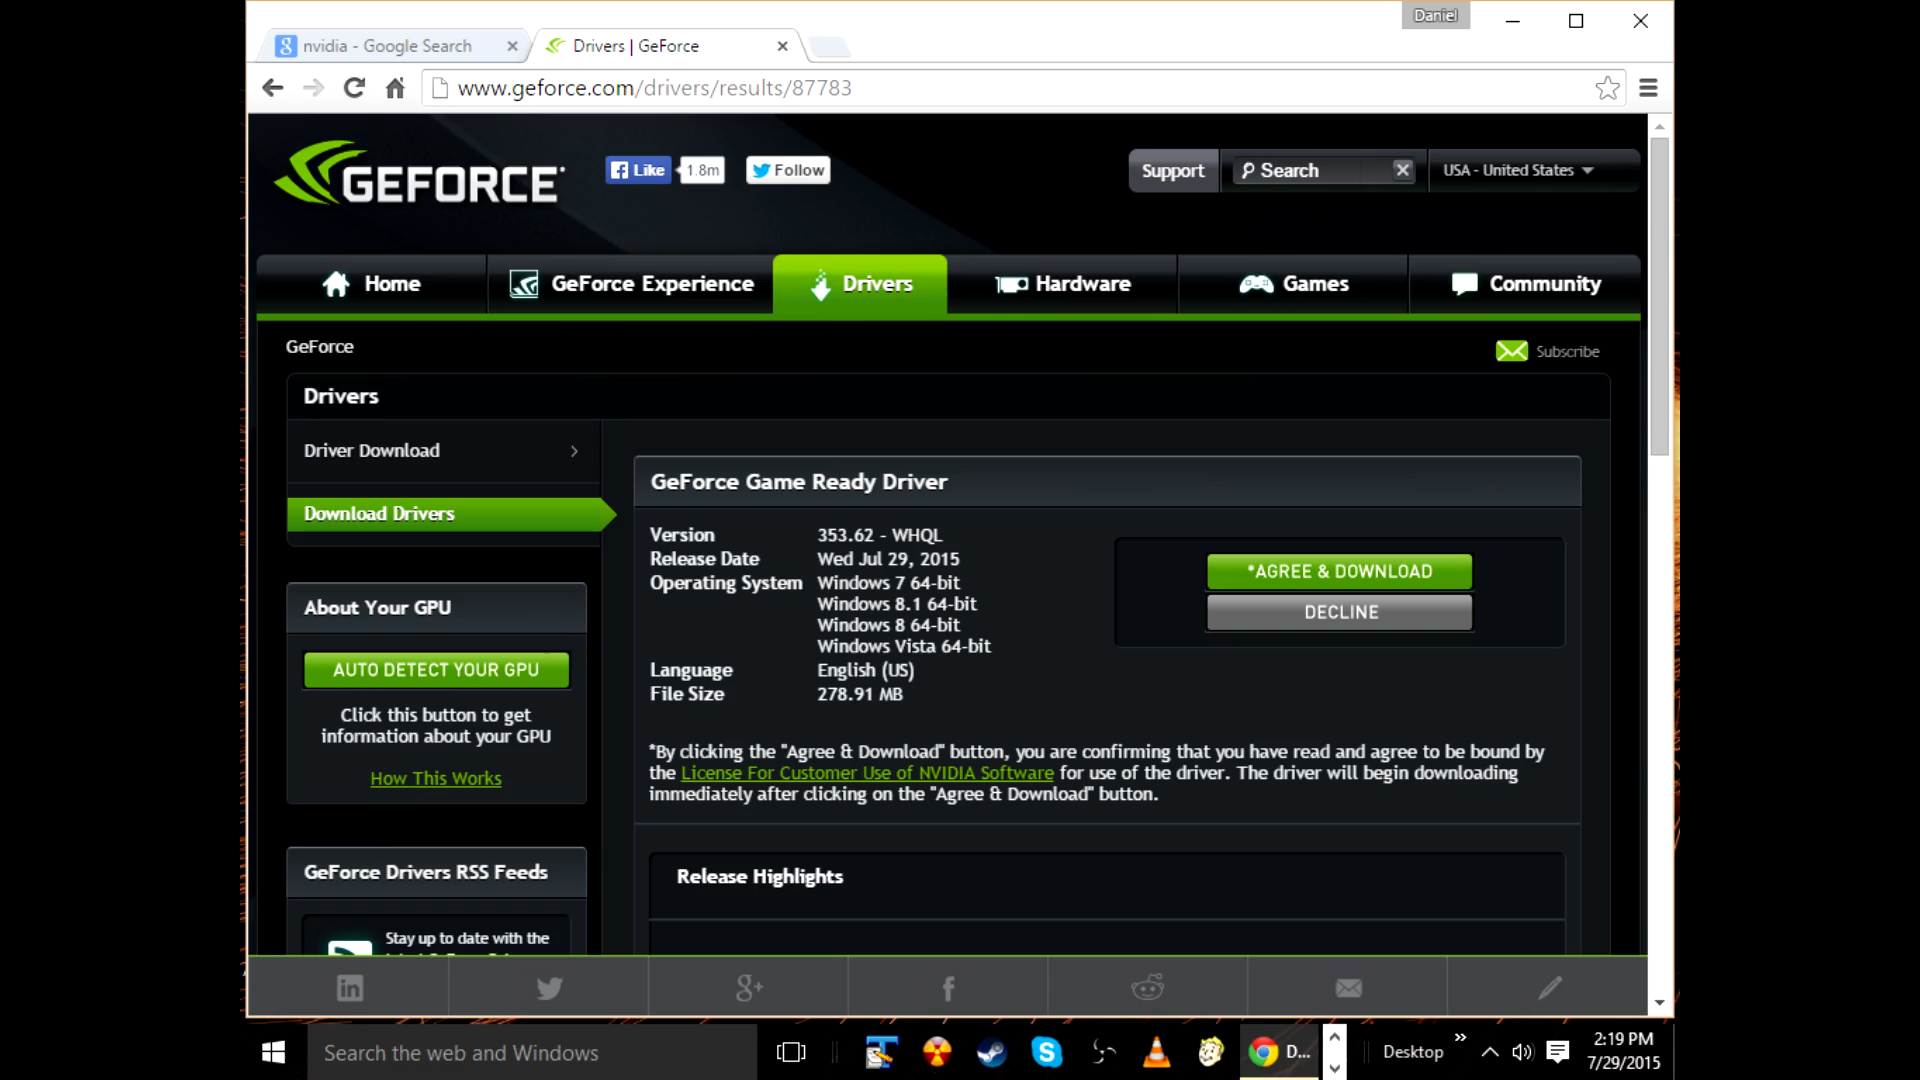 Daniel
nvidia - Google Search
Drivers | GeForce
www.geforce.com/drivers/results/87783
GEFORCE
Like
1.8m
Follow
Support
Search
USA - United States
Home
GeForce Experience
Drivers
Hardware
Games
Community
GeForce
Subscribe
Drivers
Driver Download
Download Drivers
About Your GPU
AUTO DETECT YOUR GPU
Click this button to get
information about your GPU
How This Works
GeForce Drivers RSS Feeds
Stay up to date with the
GeForce Game Ready Driver
Version 353.62 - WHQL
Release Date Wed Jul 29, 2015
Operating System Windows 7 64-bit
Windows 8.1 64-bit
Windows 8 64-bit
Windows Vista 64-bit
Language English (US)
File Size 278.91 MB
*AGREE & DOWNLOAD
DECLINE
*By clicking the "Agree & Download" button, you are confirming that you have read and agree to be bound by
the License For Customer Use of NVIDIA Software for use of the driver. The driver will begin downloading
immediately after clicking on the "Agree & Download" button.
Release Highlights
Search the web and Windows
D...
Desktop
2:19 PM
7/29/2015